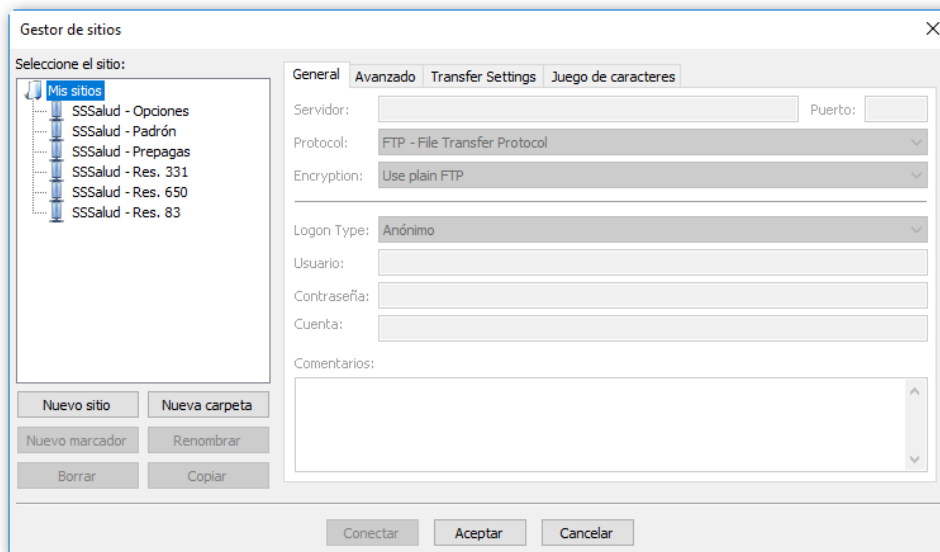 Gestor de sitios
Seleccione el sitio:
Mis sitios
SSSalud - Opciones
SSSalud - Padrón
SSSalud - Prepagas
SSSalud - Res. 331
SSSalud - Res. 650
SSSalud - Res. 83
Nuevo sitio Nueva carpeta
Nuevo marcador Renombrar
Borrar Copiar
General Avanzado Transfer Settings Juego de caracteres
Servidor: Puerto:
Protocol: FTP - File Transfer Protocol
Encryption: Use plain FTP
Logon Type: Anónimo
Usuario:
Contraseña:
Cuenta:
Comentarios:
Conectar Aceptar Cancelar